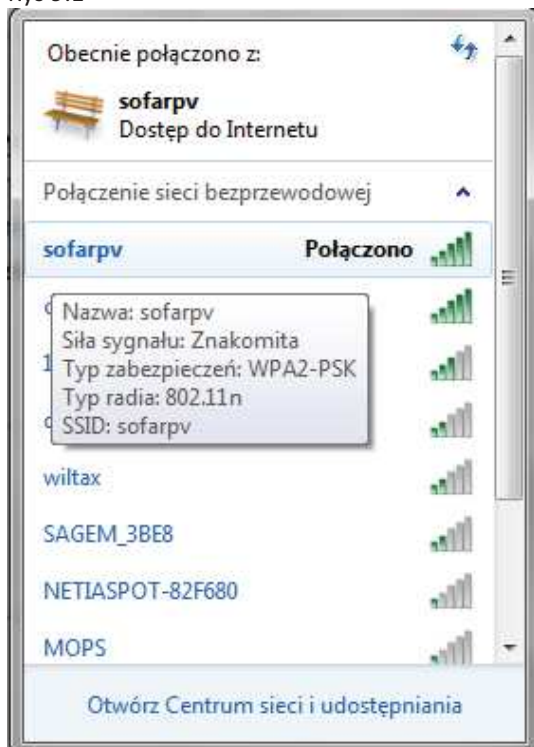 Obecnie połączono z:
sofarpv
Dostęp do Internetu
Połączenie sieci bezprzewodowej
sofarpv Połączono
Nazwa: sofarpv
Siła sygnału: Znakomita
Typ zabezpieczeń: WPA2-PSK
Typ radia: 802.11n
SSID: sofarpv
wiltax
SAGEM_3BE8
NETIASPOT-82F680
MOPS
Otwórz Centrum sieci i udostępniania